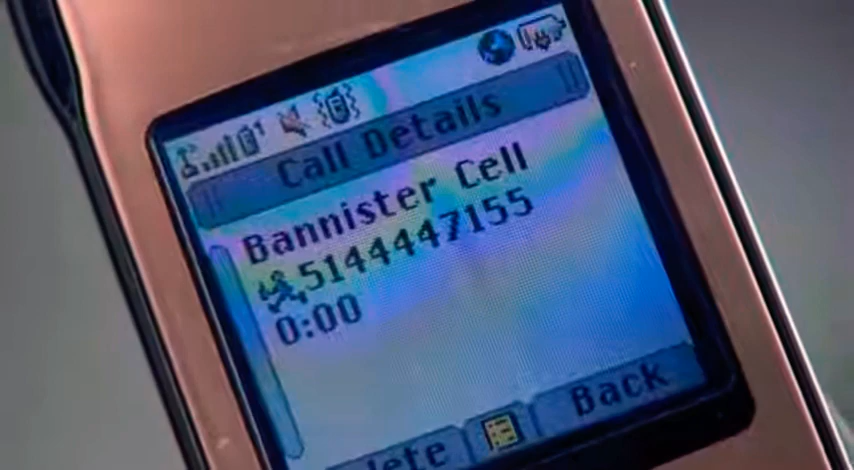 Call Details
Bannister Cell
5144447155
0:00
Back